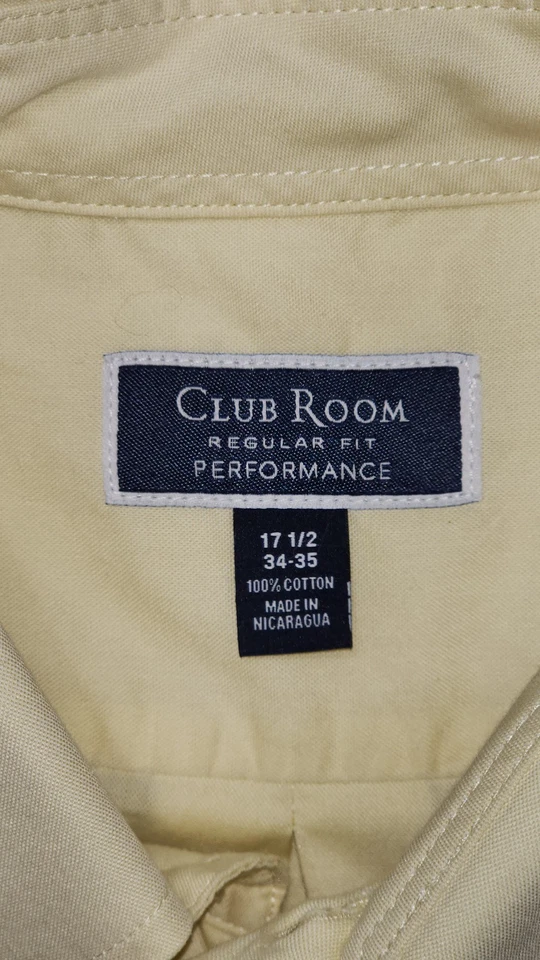 CLUB ROOM
REGULAR FIT
PERFORMANCE
17 1/2
34-35
100% COTTON
MADE IN
NICARAGUA